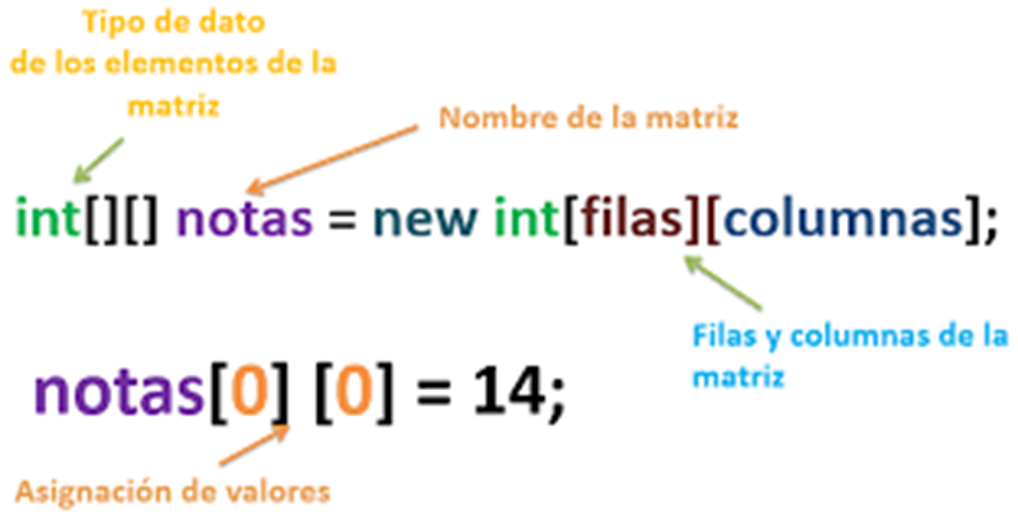 Tipo de dato
de los elementos de la
matriz
Nombre de la matriz
int[][] notas = new int[filas][columnas];
Filas y columnas de la
matriz
notas[0] [0] = 14;
Asignación de valores